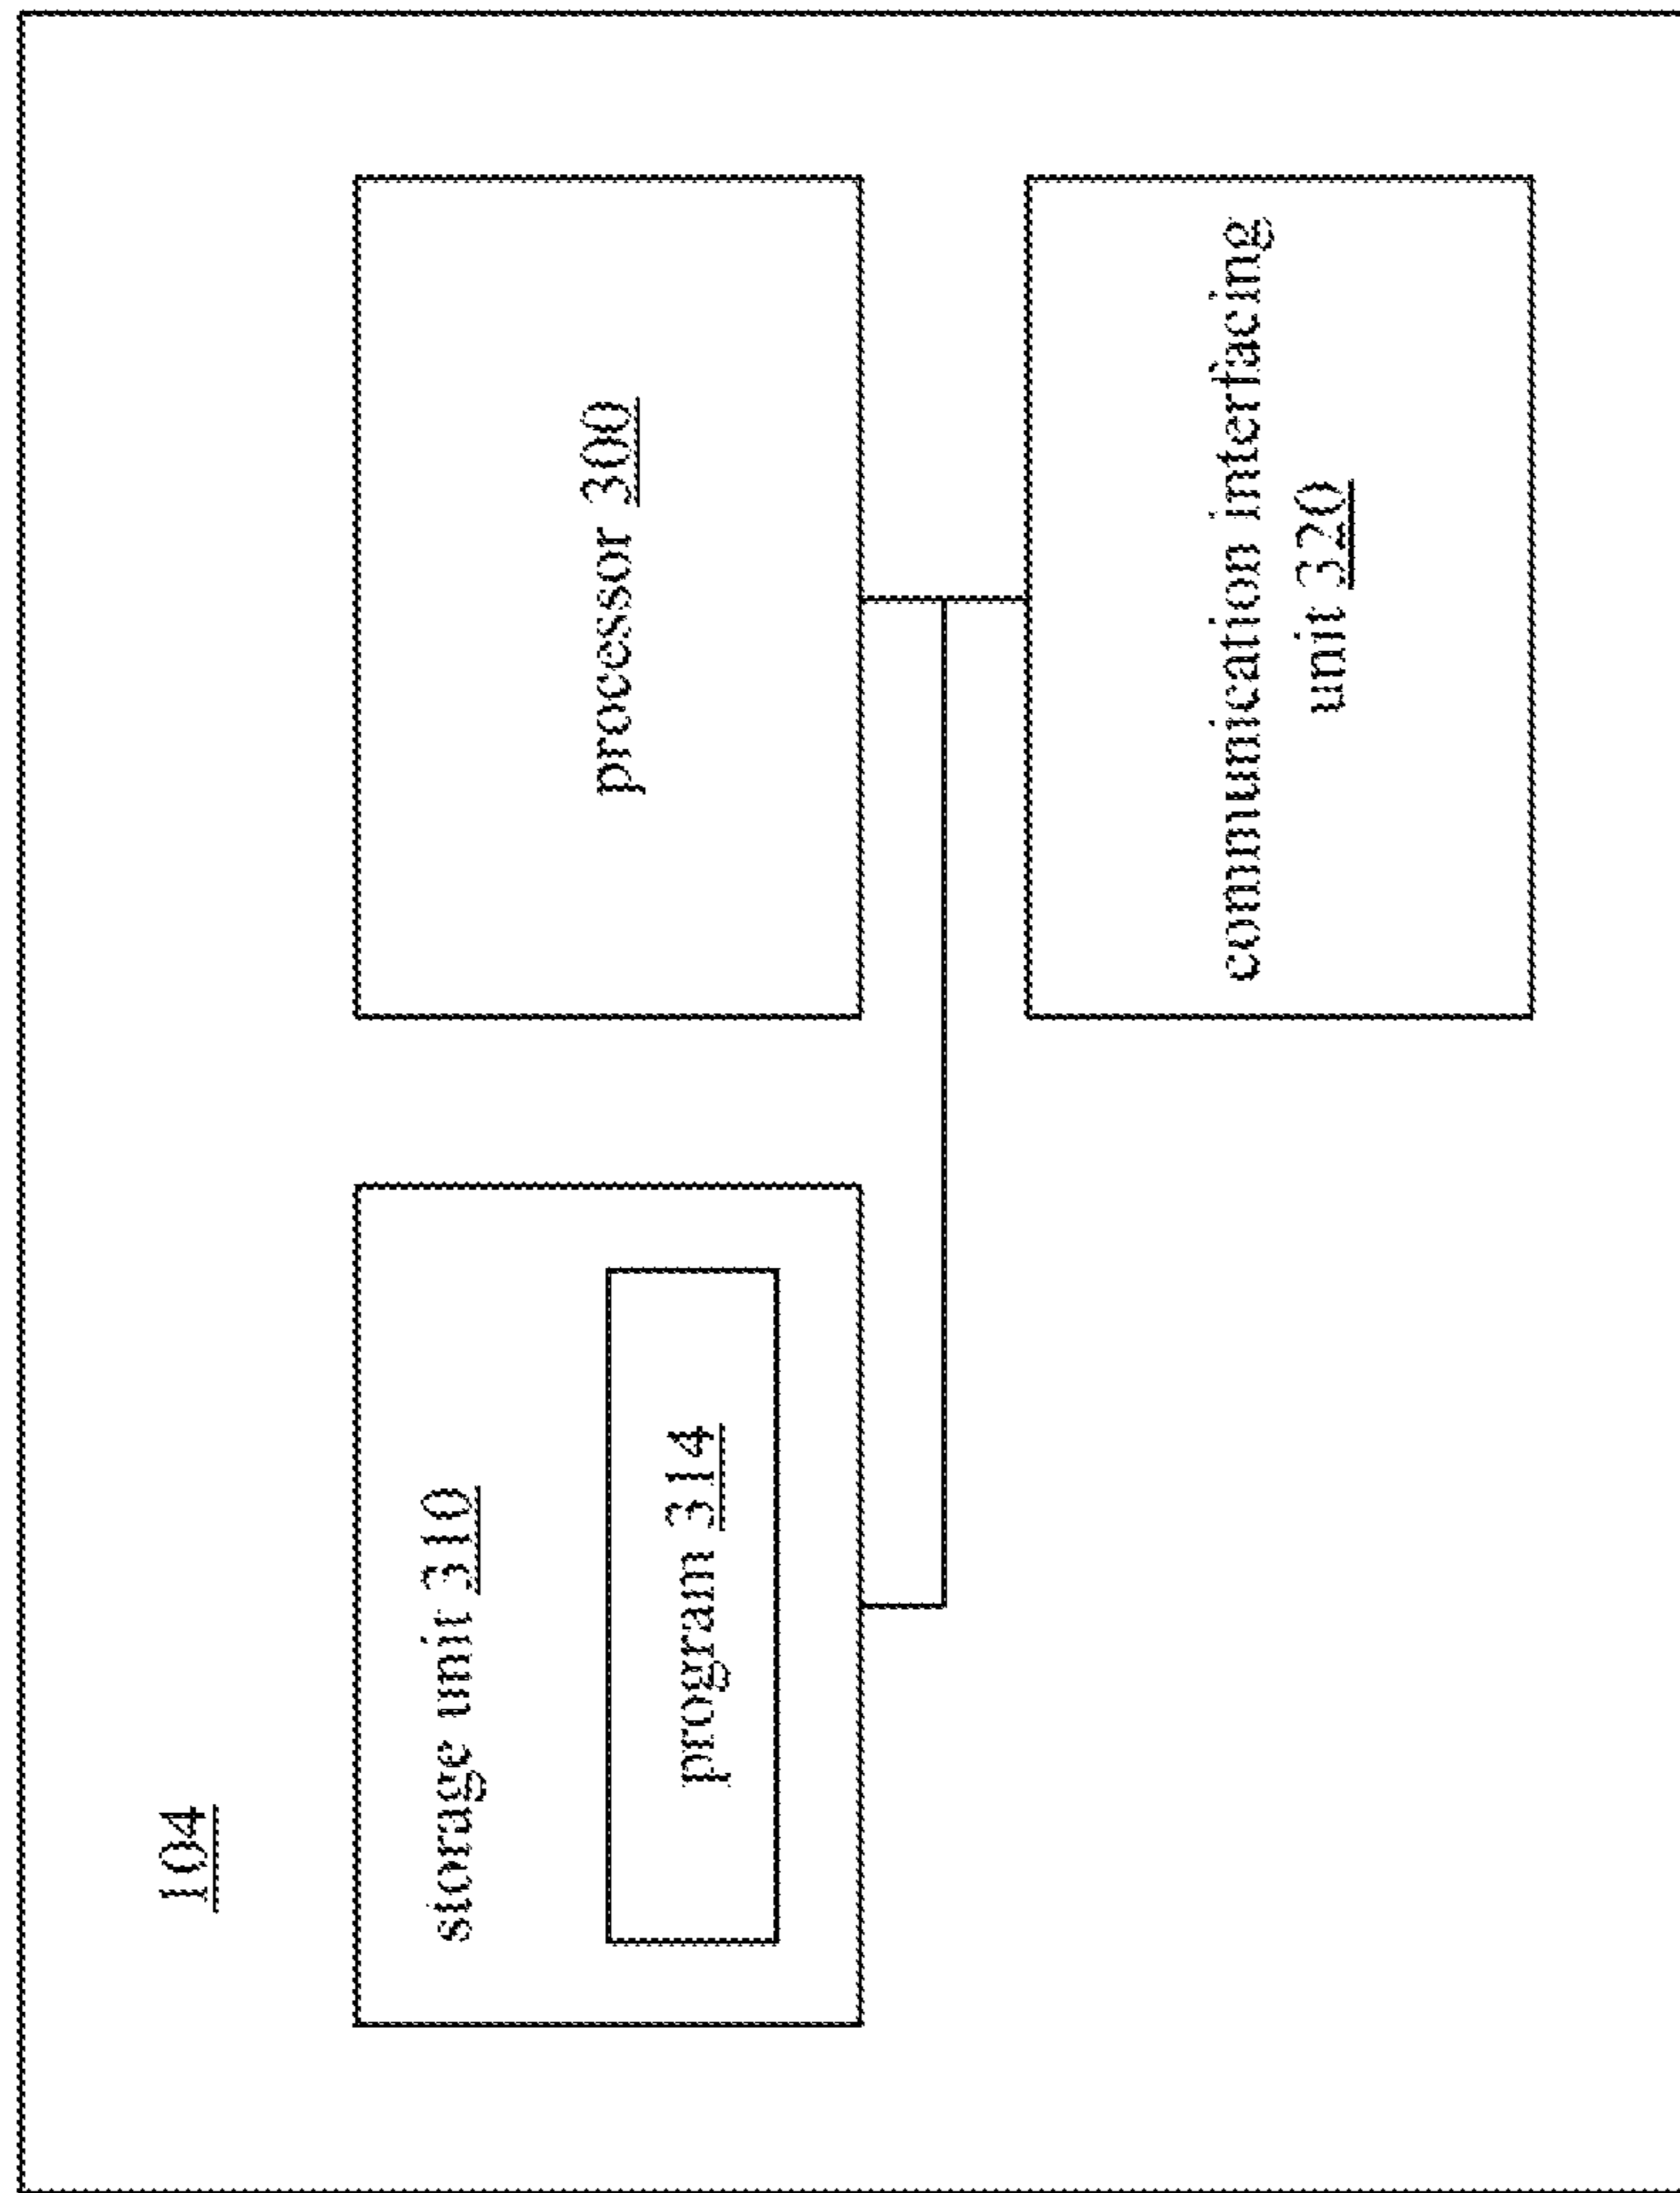 104
storage unit 310
program 314
processor 300
communication interfacing
unit 320